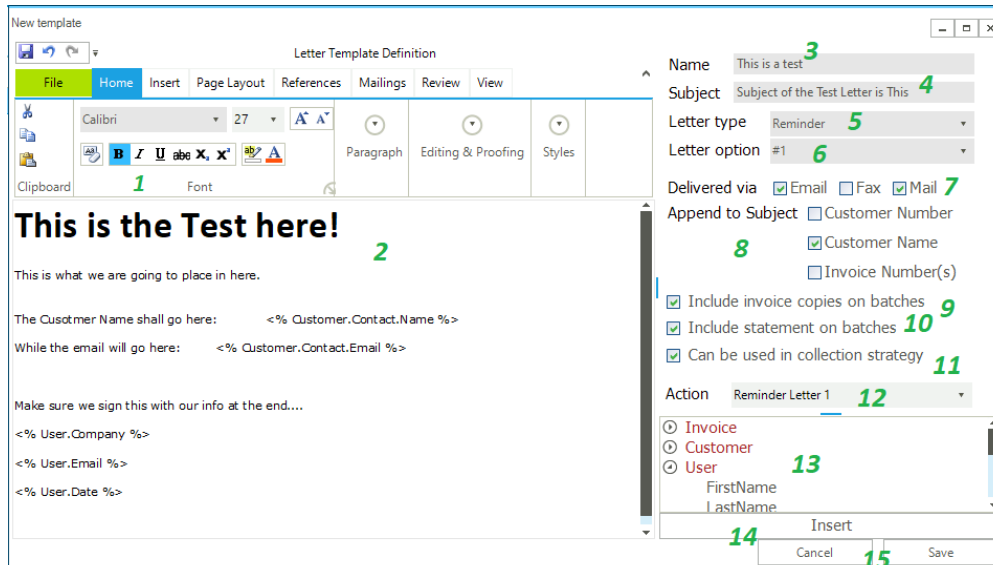 New template
Letter Template Definition
File Home Insert Page Layout References Mailings Review View
Calibri 27 A A
B I U abc X, X²
ab A
Clipboard Font Paragraph Editing & Proofing Styles
1
This is the Test here!
2
This is what we are going to place in here.
The Cusotmer Name shall go here: <% Customer.Contact.Name %>
While the email will go here: <% Customer.Contact.Email %>
Make sure we sign this with our info at the end....
<% User.Company %>
<% User.Email %>
<% User.Date %>
Name This is a test 3
Subject Subject of the Test Letter is This 4
Letter type Reminder 5
Letter option #1 6
Delivered via Email Fax Mail 7
Append to Subject Customer Number
8 Customer Name
Invoice Number(s)
Include invoice copies on batches 9
Include statement on batches 10
Can be used in collection strategy 11
Action Reminder Letter 1 12
Invoice
Customer
User 13
FirstName
LastName
Insert
14
Cancel 15 Save